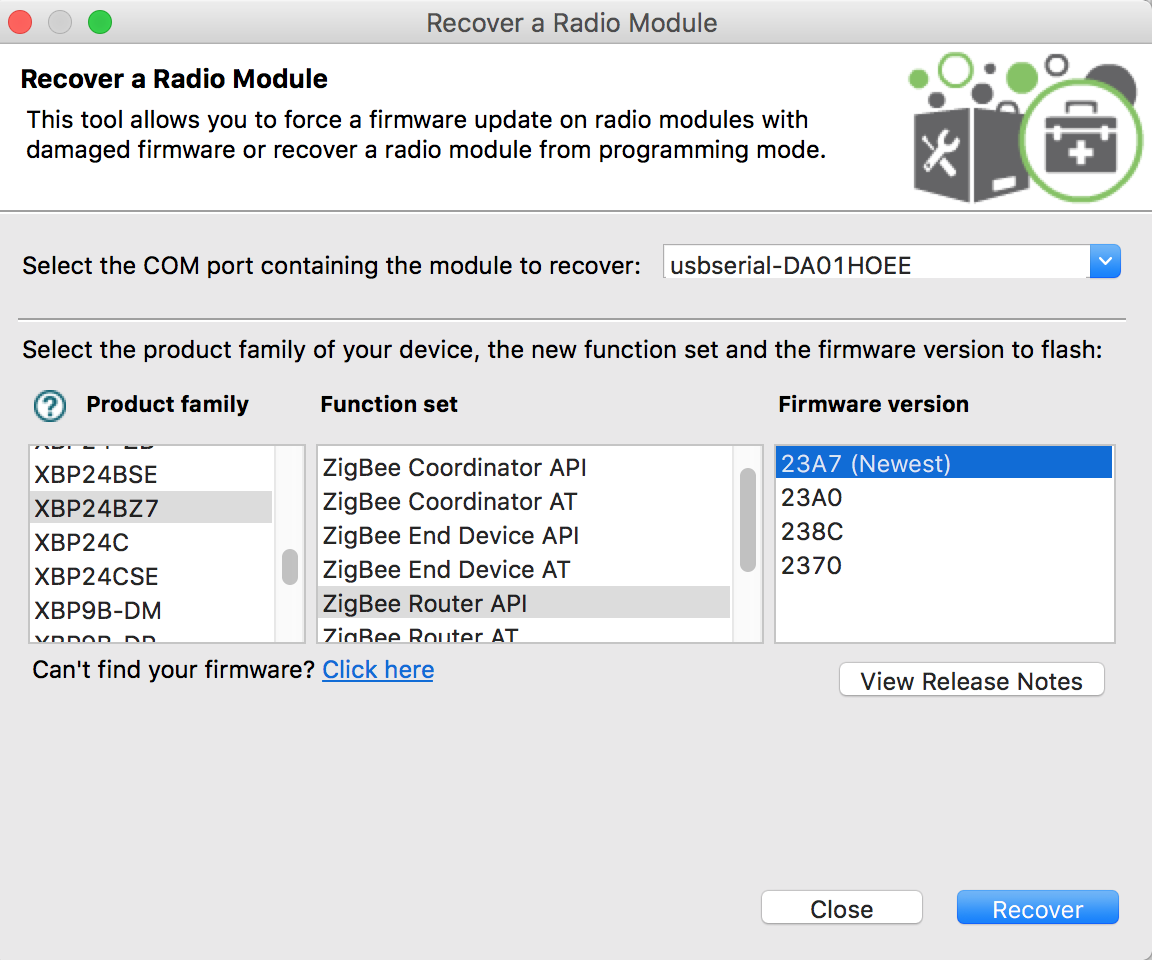 Recover a Radio Module
Recover a Radio Module
This tool allows you to force a firmware update on radio modules with
damaged firmware or recover a radio module from programming mode.
Select the COM port containing the module to recover:
usbserial-DA01HOEE
Select the product family of your device, the new function set and the firmware version to flash:
? Product family
Function set
Firmware version
XBP24BSE
XBP24BZ7
XBP24C
XBP24CSE
XBP9B-DM
ZigBee Coordinator API
ZigBee Coordinator AT
ZigBee End Device API
ZigBee End Device AT
ZigBee Router API
ZigBee Router AT
23A7 (Newest)
23A0
238C
2370
Can't find your firmware? Click here
View Release Notes
Close
Recover